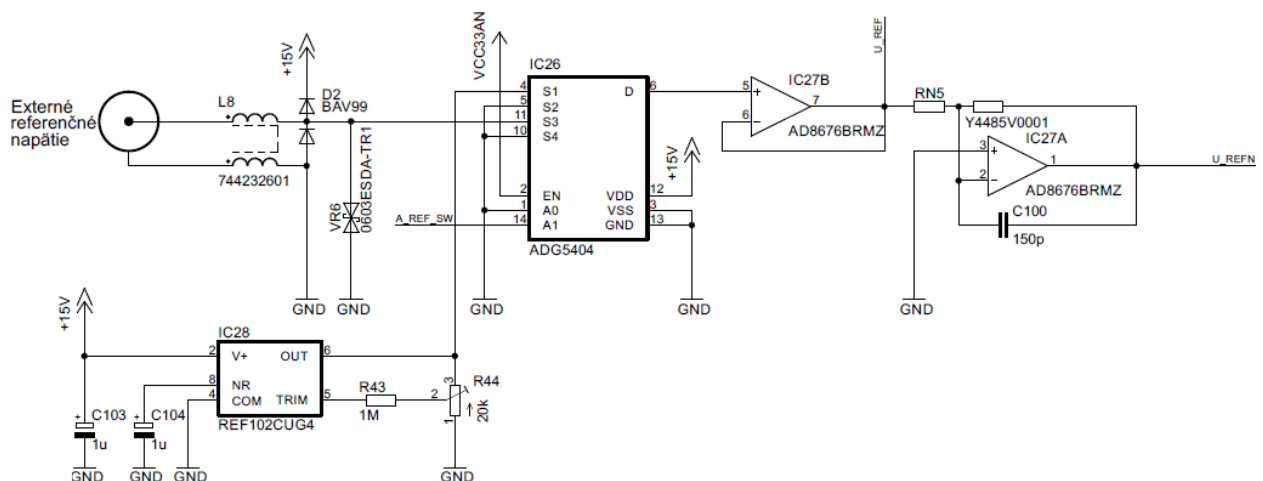 Externé
referenčné
napätie
L8
744232601
+15V
D2
BAV99
VR6
0603ESDA-TR1
VCC33AN
A_REF_SW
IC26
4
5
11
10
2
1
14
S1
S2
S3
S4
EN
A0
A1
D
VDD
VSS
GND
6
12
3
13
ADG5404
+15V
GND
GND
GND
GND
5
6
+
−
7
IC27B
AD8676BRMZ
U_REF
RN5
Y4485V0001
IC27A
3
2
+
−
1
AD8676BRMZ
C100
150p
U_REFN
GND
+15V
IC28
2
8
4
V+
NR
COM
OUT
TRIM
6
5
REF102CUG4
R43
1M
R44
20k
3
2
1
+
C103
1u
+
C104
1u
GND
GND
GND
GND